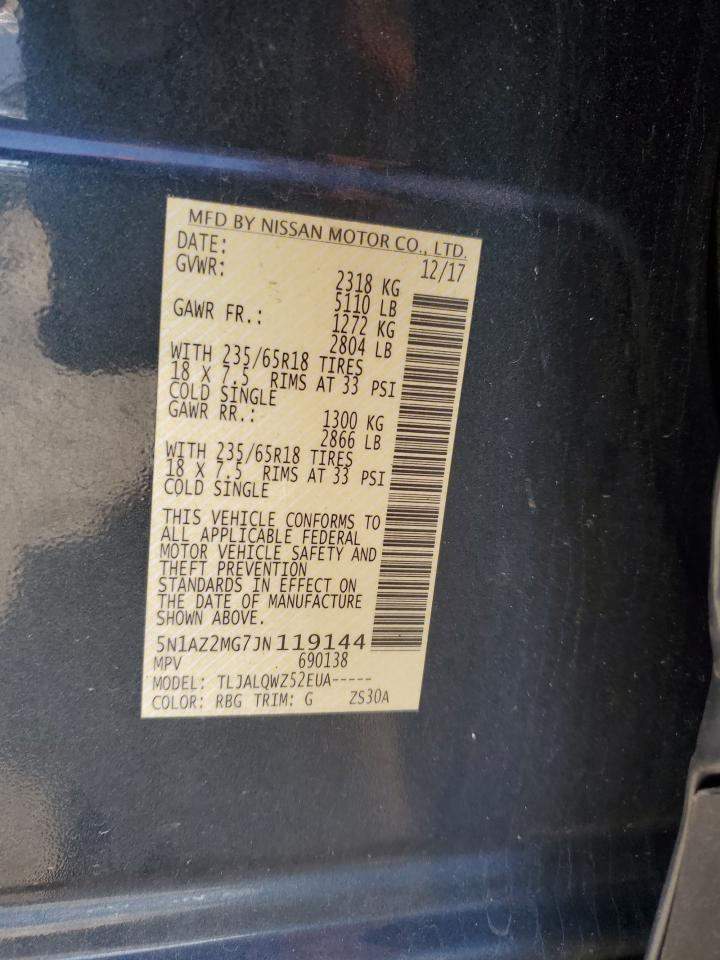 MFD BY NISSAN MOTOR CO., LTD.
DATE: 12/17
GVWR: 2318 KG
5110 LB
GAWR FR.: 1272 KG
2804 LB
WITH 235/65R18 TIRES
18 X 7.5 RIMS AT 33 PSI
COLD SINGLE
GAWR RR.: 1300 KG
2866 LB
WITH 235/65R18 TIRES
18 X 7.5 RIMS AT 33 PSI
COLD SINGLE
THIS VEHICLE CONFORMS TO
ALL APPLICABLE FEDERAL
MOTOR VEHICLE SAFETY AND
THEFT PREVENTION
STANDARDS IN EFFECT ON
THE DATE OF MANUFACTURE
SHOWN ABOVE.
5N1AZ2MG7JN119144
MPV 690138
MODEL: TLJALQWZ52EUA-----
COLOR: RBG TRIM: G ZS30A